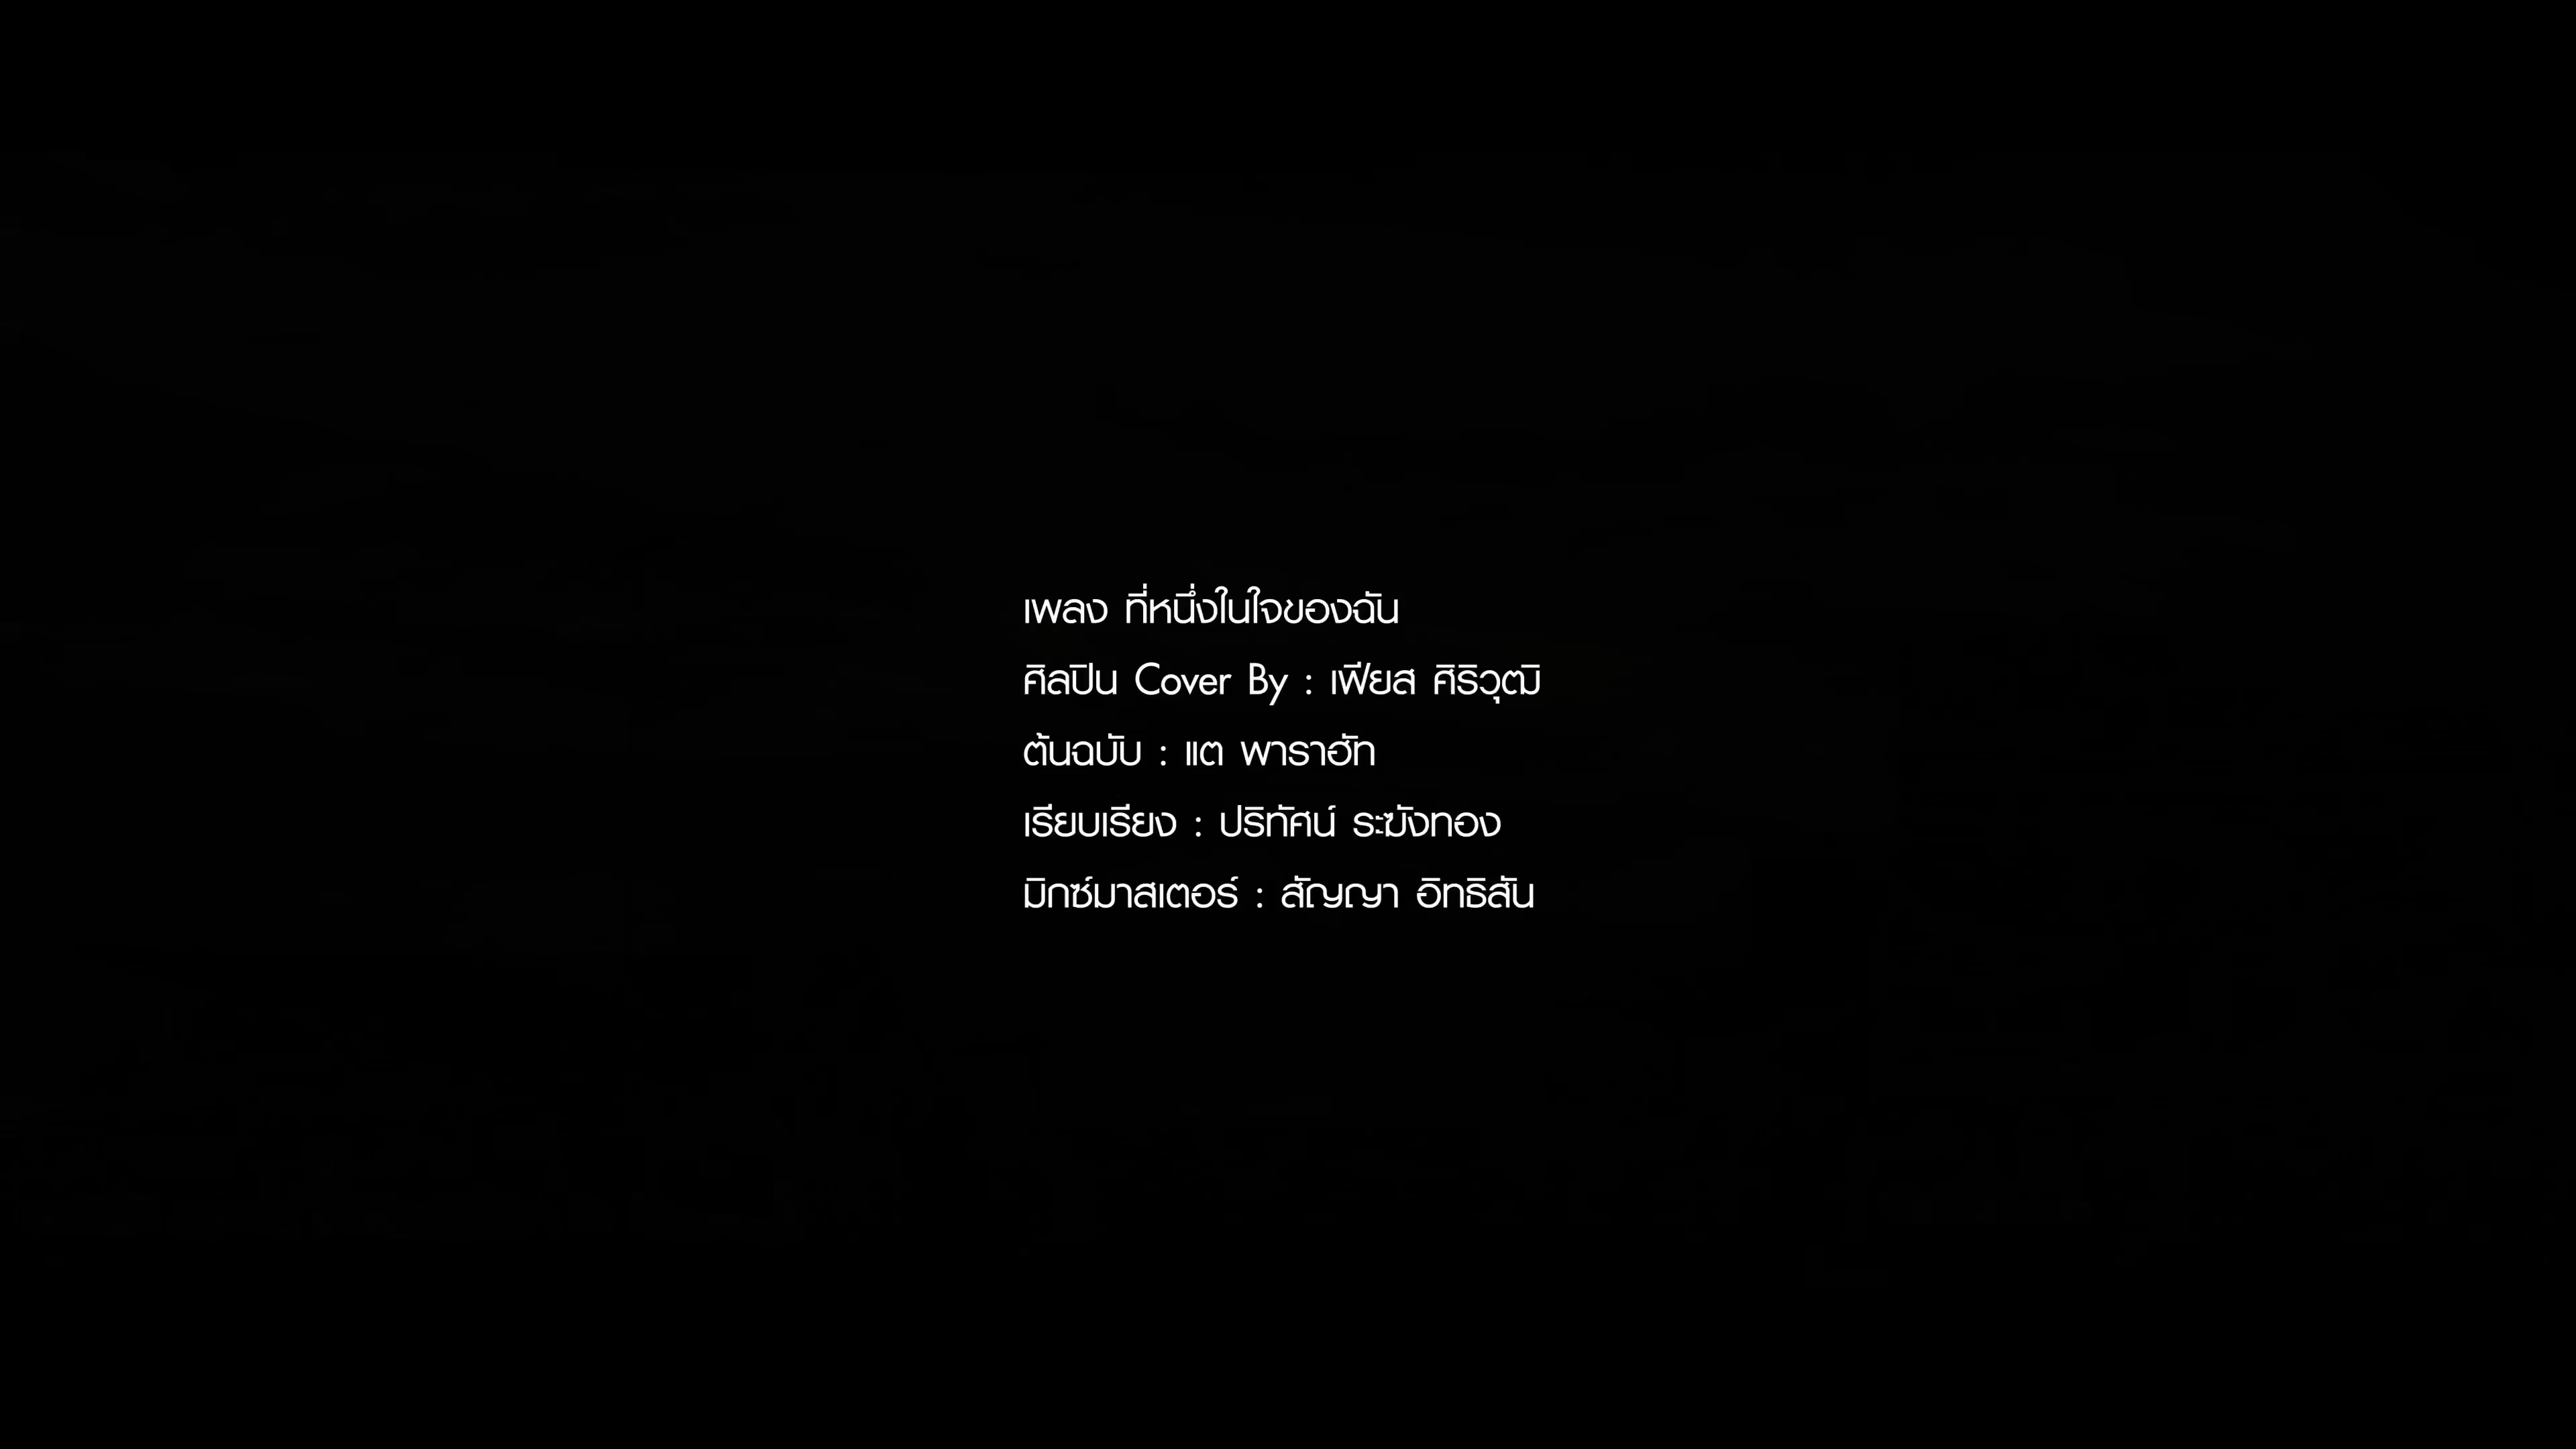 เพลง ที่หนึ่งในใจของฉัน
ศิลปิน Cover By : เฟียส ศิริวุฒิ
ต้นฉบับ : แต พาราฮัท
เรียบเรียง : ปริทัศน์ ระฆังทอง
มิกซ์มาสเตอร์ : สัญญา อิทธิสัน